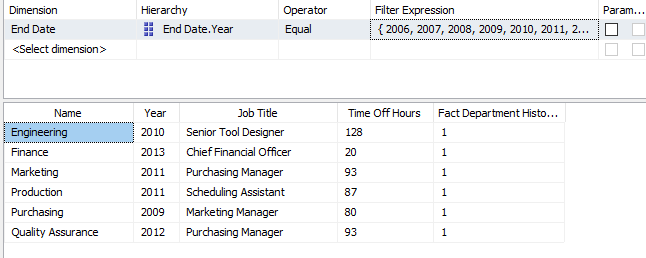 Dimension Hierarchy Operator Filter Expression Param...
End Date End Date.Year Equal { 2006, 2007, 2008, 2009, 2010, 2011, 2...
<Select dimension>
Name Year Job Title Time Off Hours Fact Department Histo...
Engineering 2010 Senior Tool Designer 128 1
Finance 2013 Chief Financial Officer 20 1
Marketing 2011 Purchasing Manager 93 1
Production 2011 Scheduling Assistant 87 1
Purchasing 2009 Marketing Manager 80 1
Quality Assurance 2012 Purchasing Manager 93 1